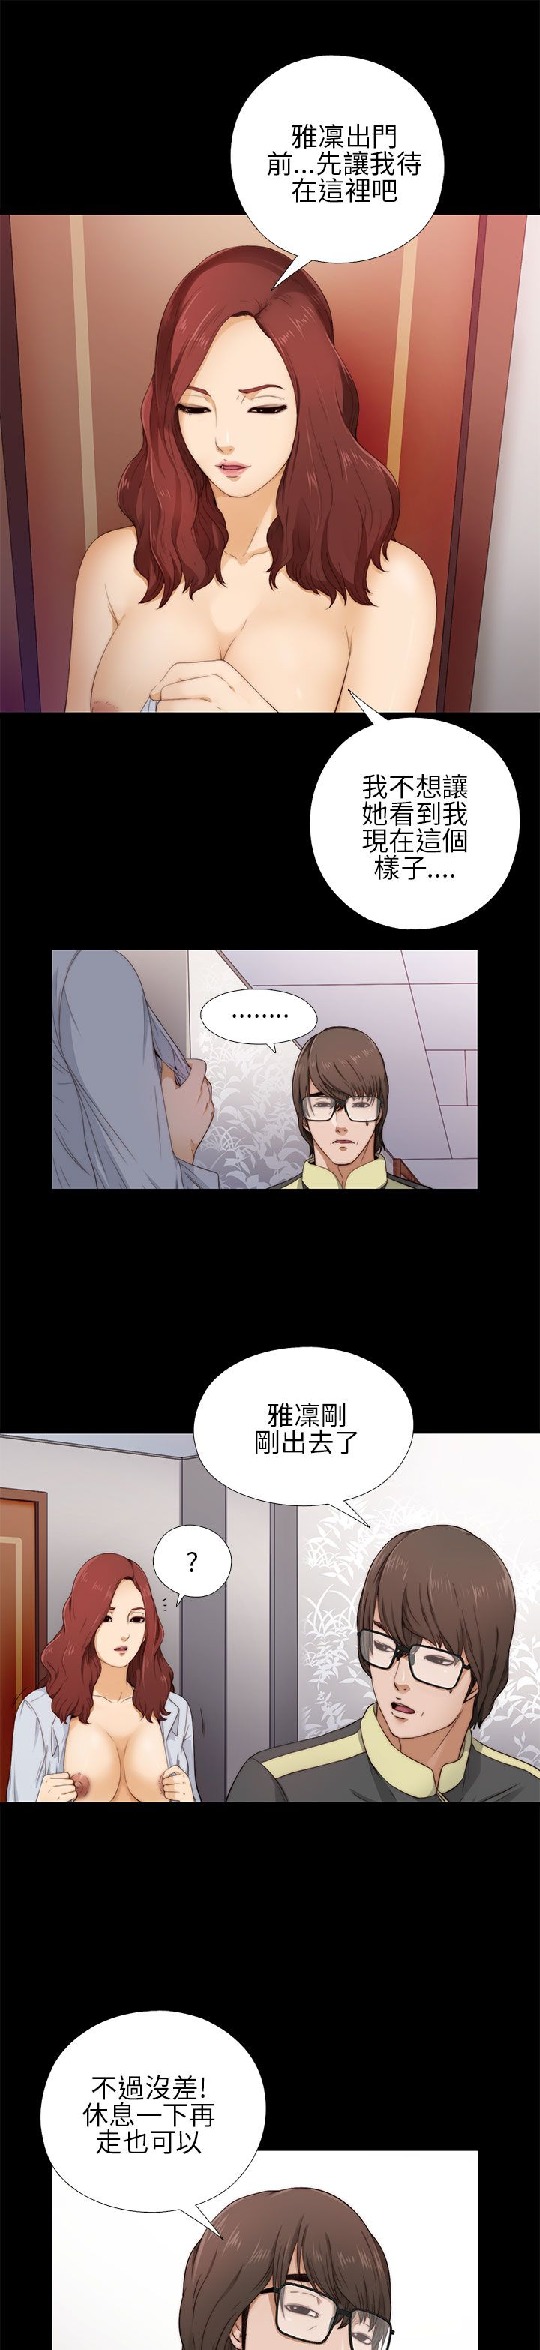 雅凜出門
前...先讓我待
在這裡吧
我不想讓
她看到我
現在這個
樣子....
........
雅凜剛
剛出去了
?
不過沒差!
休息一下再
走也可以